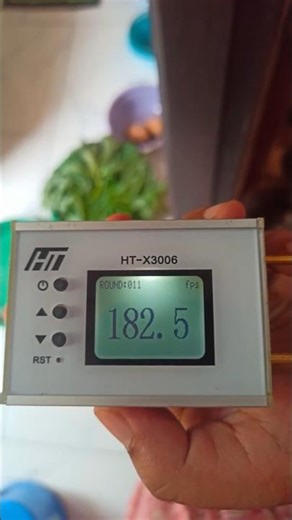 HT
HT-X3006
ROUND:011 fps
182.5
RST